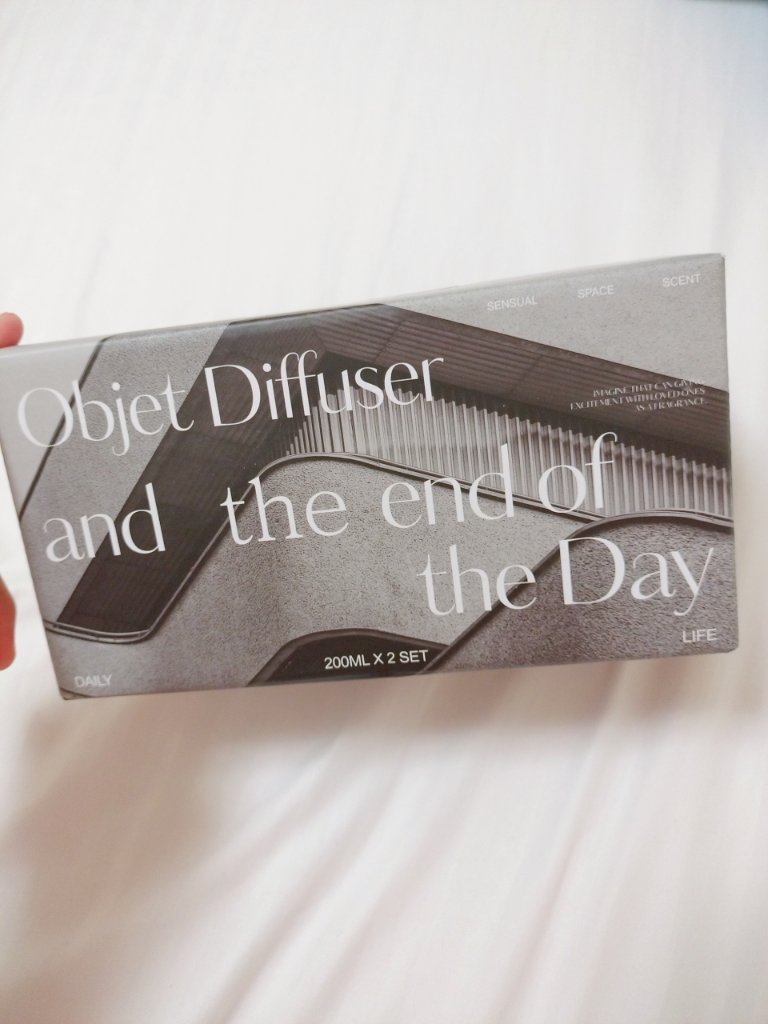 SENSUAL SPACE SCENT
Objet Diffuser
IMAGINE THAT CAN GIVING
EXCITEMENT WITH LOVED ONES
AS A FRAGRANCE
and the end of
the Day
LIFE
200ML X 2 SET
DAILY